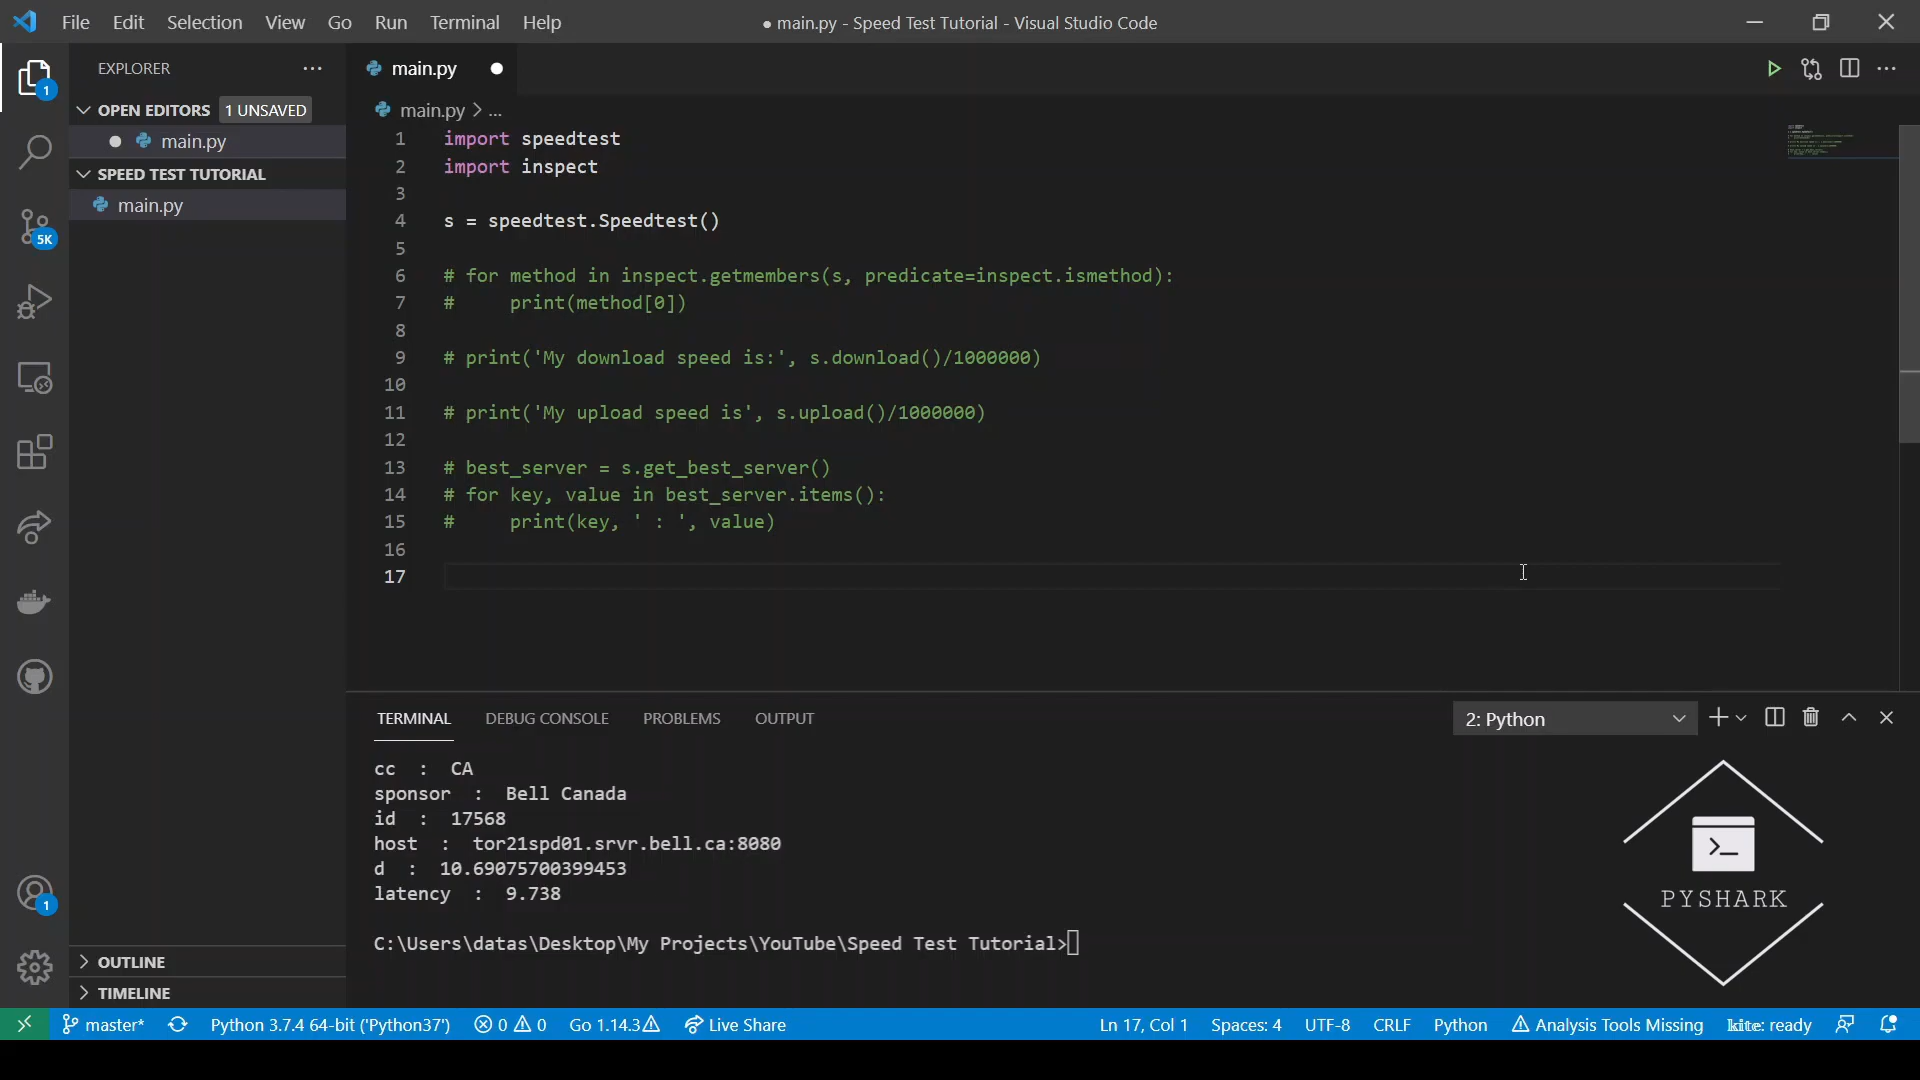 File Edit Selection View Go Run Terminal Help
● main.py - Speed Test Tutorial - Visual Studio Code
EXPLORER
OPEN EDITORS 1 UNSAVED
main.py
SPEED TEST TUTORIAL
main.py
OUTLINE
TIMELINE
1
5K
1
main.py
main.py > ...
1 import speedtest
2 import inspect
3
4 s = speedtest.Speedtest()
5
6 # for method in inspect.getmembers(s, predicate=inspect.ismethod):
7 #     print(method[0])
8
9 # print('My download speed is:', s.download()/1000000)
10
11 # print('My upload speed is', s.upload()/1000000)
12
13 # best_server = s.get_best_server()
14 # for key, value in best_server.items():
15 #     print(key, ' : ', value)
16
17
TERMINAL DEBUG CONSOLE PROBLEMS OUTPUT
2: Python
cc  :  CA
sponsor  :  Bell Canada
id  :  17568
host  :  tor21spd01.srvr.bell.ca:8080
d  :  10.69075700399453
latency  :  9.738
C:\Users\datas\Desktop\My Projects\YouTube\Speed Test Tutorial>
>_
PYSHARK
master* Python 3.7.4 64-bit ('Python37') 0 0 Go 1.14.3 Live Share Ln 17, Col 1 Spaces: 4 UTF-8 CRLF Python Analysis Tools Missing kite: ready